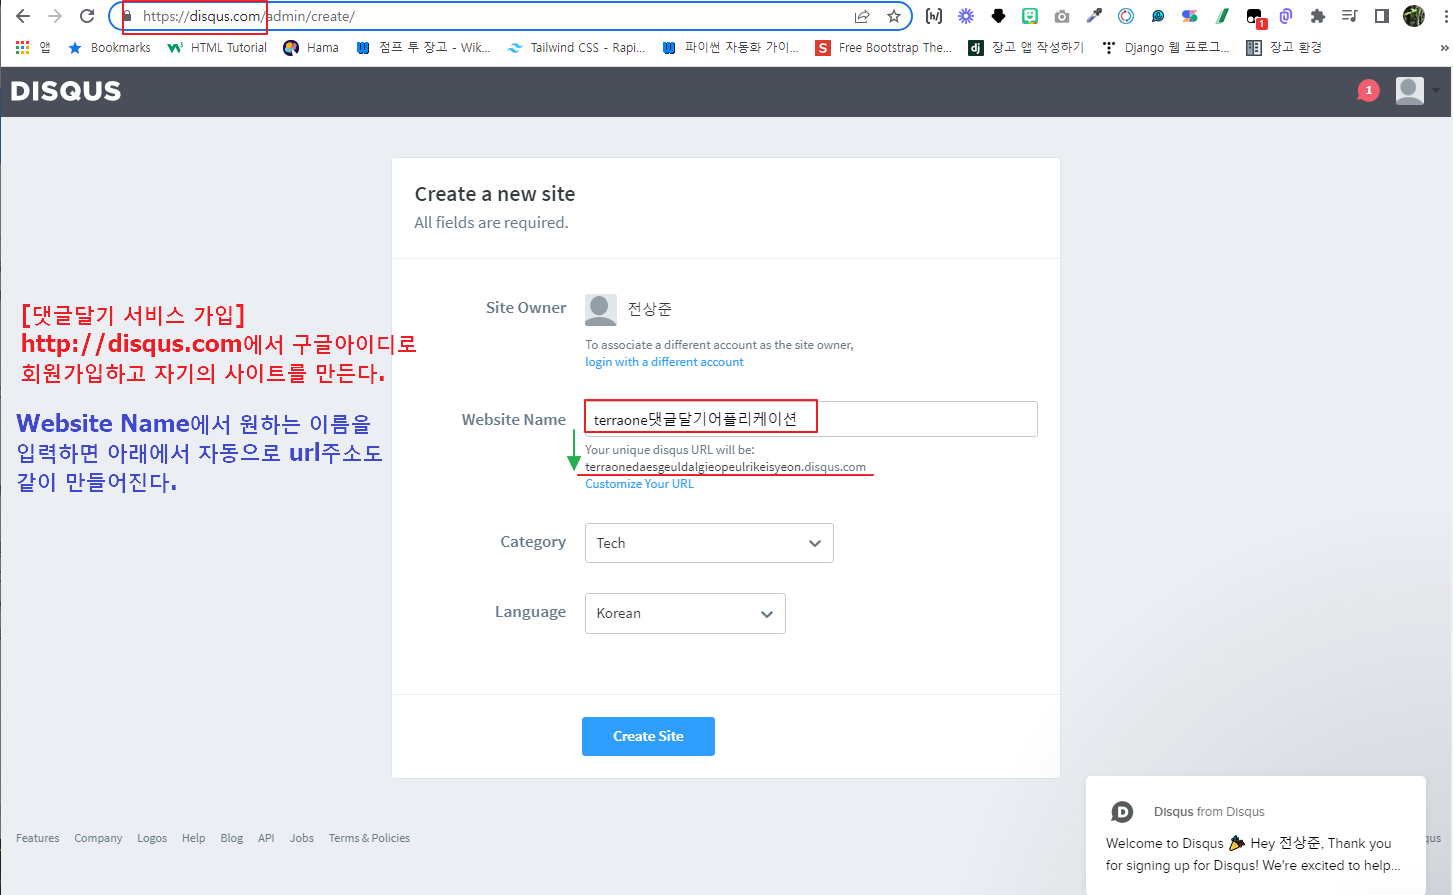 https://disqus.com/admin/create/
앱 Bookmarks HTML Tutorial Hama 점프 투 장고 - Wik... Tailwind CSS - Rapi... 파이썬 자동화 가이... Free Bootstrap The... 장고 앱 작성하기 Django 웹 프로그... 장고 환경
DISQUS
1
Create a new site
All fields are required.
Site Owner 전상준
To associate a different account as the site owner,
login with a different account
[댓글달기 서비스 가입]
http://disqus.com에서 구글아이디로
회원가입하고 자기의 사이트를 만든다.
Website Name에서 원하는 이름을
입력하면 아래에서 자동으로 url주소도
같이 만들어진다.
Website Name terraone댓글달기어플리케이션
Your unique disqus URL will be:
terraonedaesgeuldalgieopeulrikeisyeon.disqus.com
Customize Your URL
Category Tech
Language Korean
Create Site
Features Company Logos Help Blog API Jobs Terms & Policies
Disqus from Disqus
Welcome to Disqus 🎉 Hey 전상준, Thank you
for signing up for Disqus! We're excited to help...